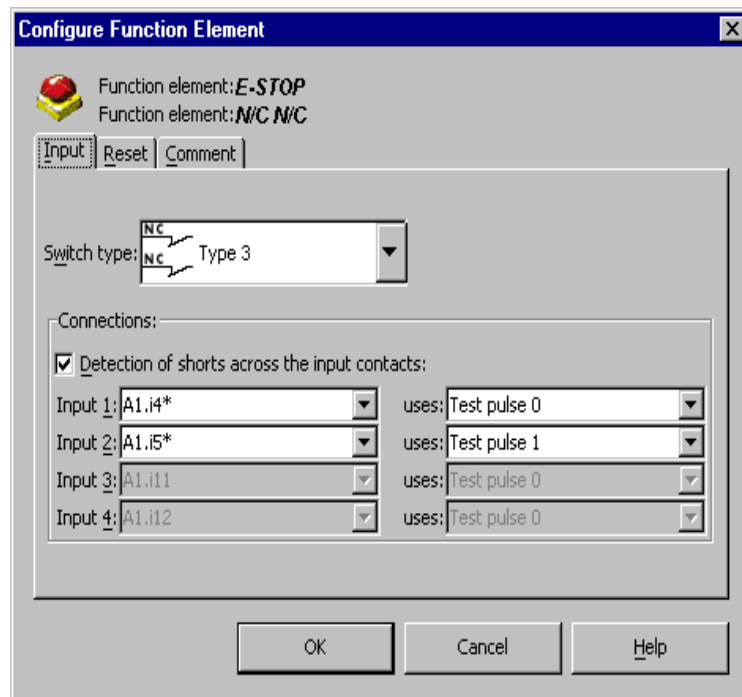 Configure Function Element
Function element: E-STOP
Function element: N/C N/C
Input Reset Comment
Switch type: NC NC Type 3
Connections:
Detection of shorts across the input contacts:
Input 1: A1.i4* uses: Test pulse 0
Input 2: A1.i5* uses: Test pulse 1
Input 3: A1.i11 uses: Test pulse 0
Input 4: A1.i12 uses: Test pulse 0
OK Cancel Help